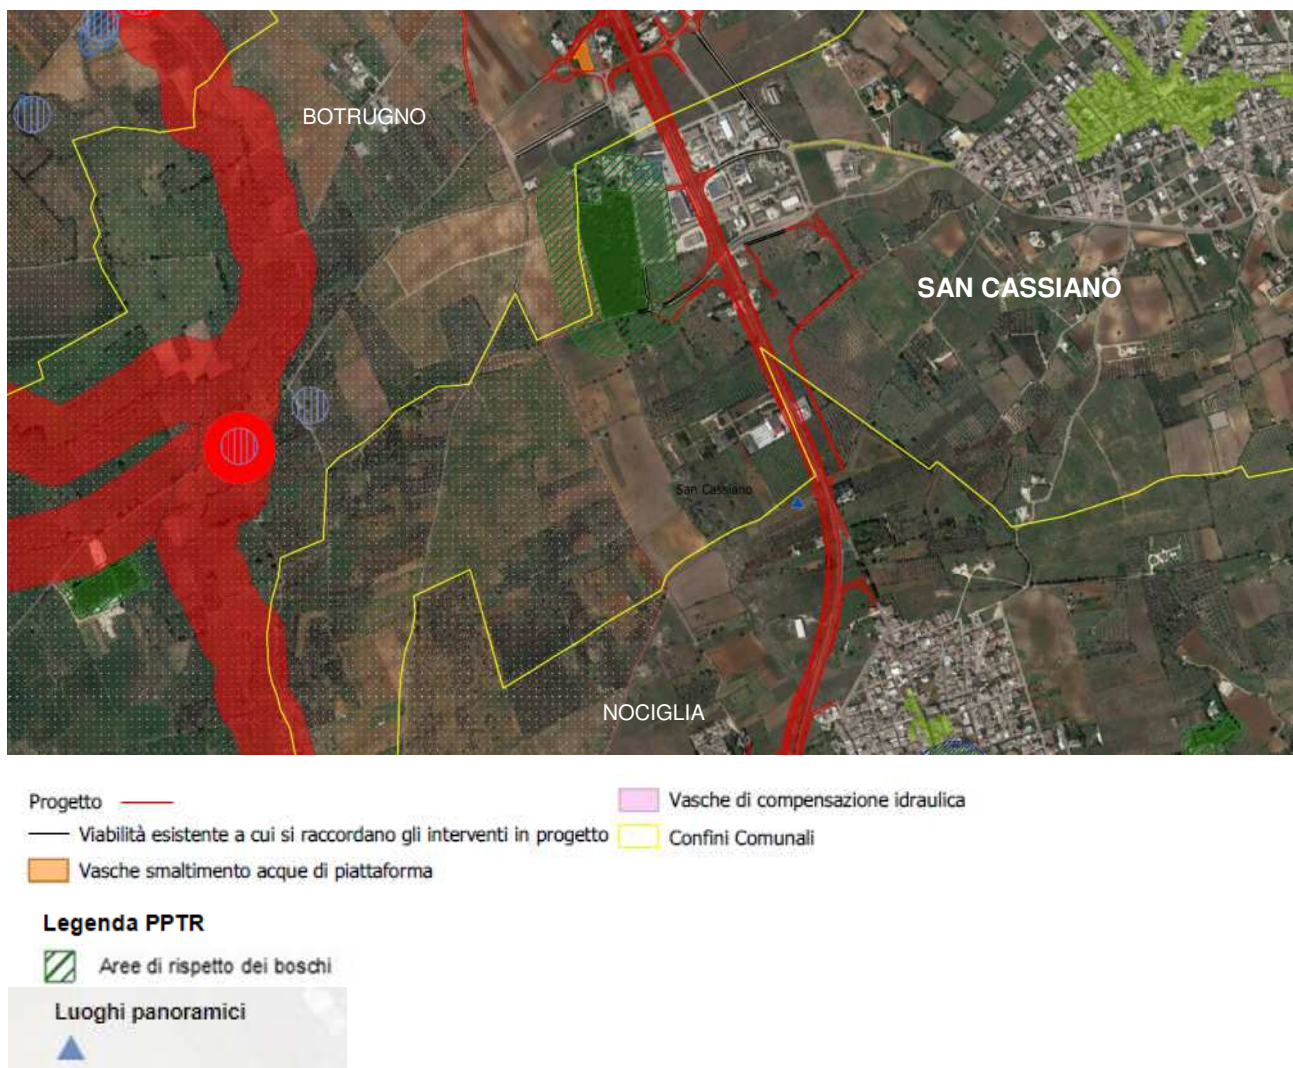 BOTRUGNO
SAN CASSIANO
San Cassiano
NOCIGLIA
Progetto
Viabilità esistente a cui si raccordano gli interventi in progetto
Vasche smaltimento acque di piattaforma
Vasche di compensazione idraulica
Confini Comunali
Legenda PPTR
Aree di rispetto dei boschi
Luoghi panoramici